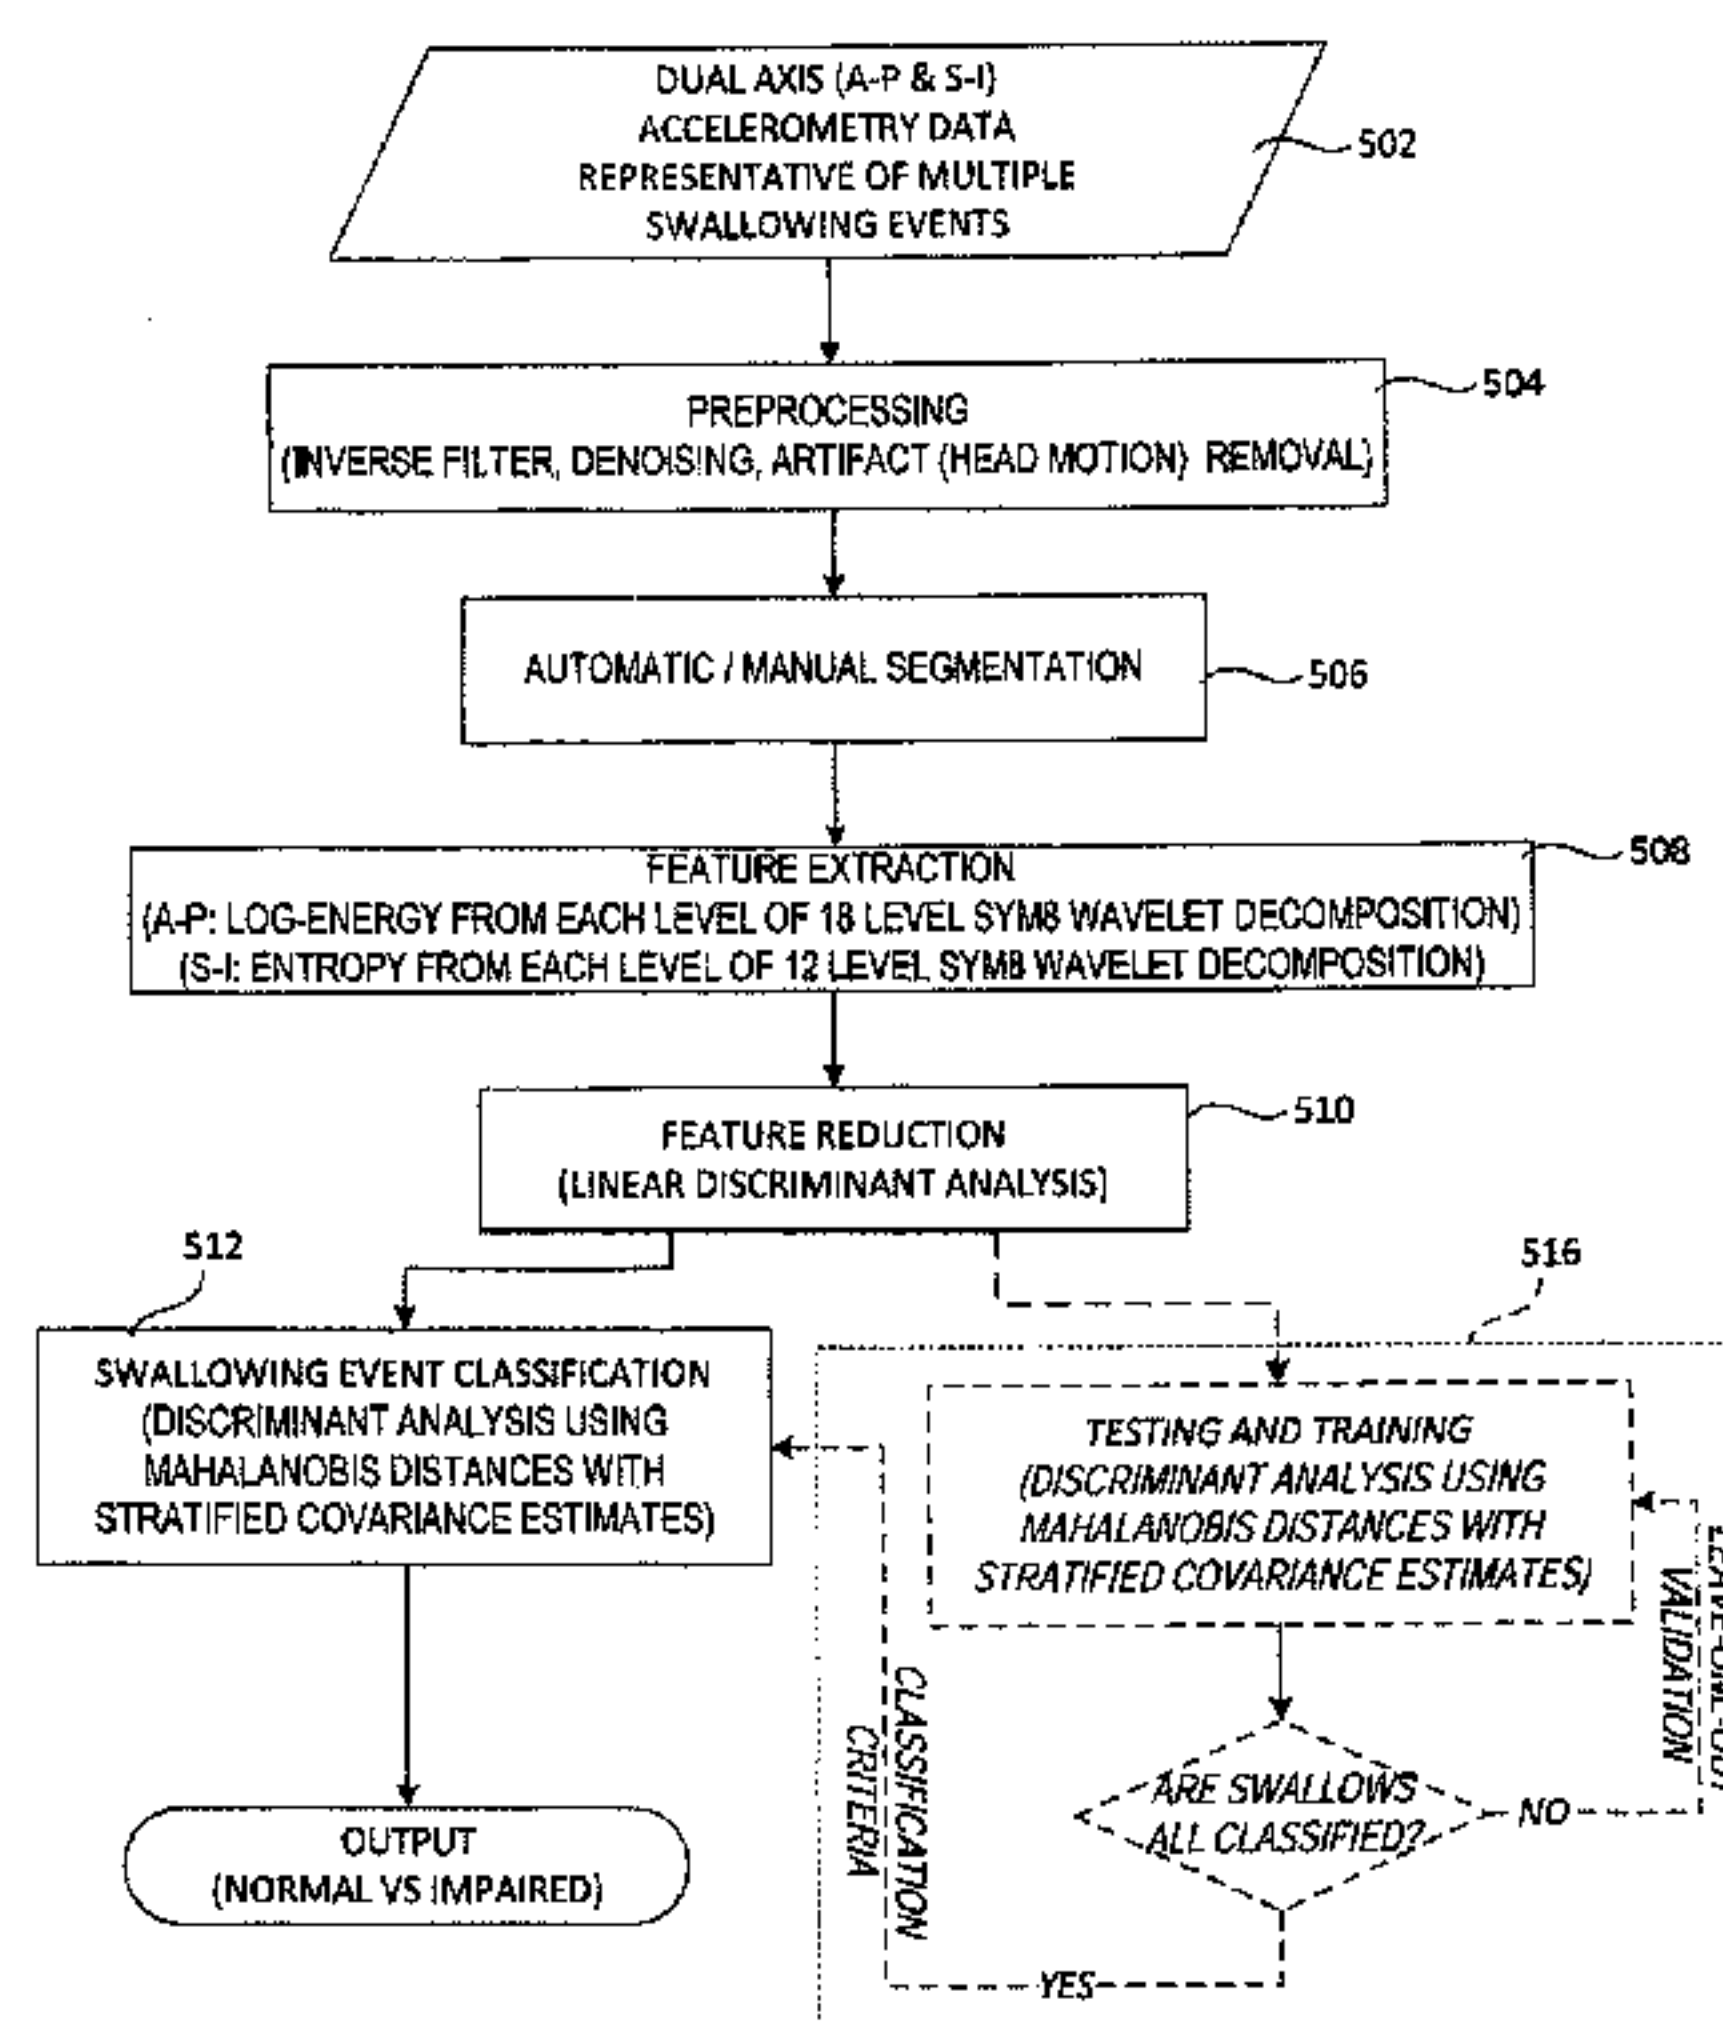 DUAL AXIS (A-P & S-I)
ACCELEROMETRY DATA
REPRESENTATIVE OF MULTIPLE
SWALLOWING EVENTS
502
PREPROCESSING
(INVERSE FILTER, DENOISING, ARTIFACT (HEAD MOTION) REMOVAL)
504
AUTOMATIC / MANUAL SEGMENTATION
506
FEATURE EXTRACTION
(A-P: LOG-ENERGY FROM EACH LEVEL OF 18 LEVEL SYM8 WAVELET DECOMPOSITION)
(S-I: ENTROPY FROM EACH LEVEL OF 12 LEVEL SYM8 WAVELET DECOMPOSITION)
508
FEATURE REDUCTION
(LINEAR DISCRIMINANT ANALYSIS)
510
512
SWALLOWING EVENT CLASSIFICATION
(DISCRIMINANT ANALYSIS USING
MAHALANOBIS DISTANCES WITH
STRATIFIED COVARIANCE ESTIMATES)
516
TESTING AND TRAINING
(DISCRIMINANT ANALYSIS USING
MAHALANOBIS DISTANCES WITH
STRATIFIED COVARIANCE ESTIMATES)
VALIDATION
CLASSIFICATION
CRITERIA
ARE SWALLOWS
ALL CLASSIFIED?
NO
YES
OUTPUT
(NORMAL VS IMPAIRED)